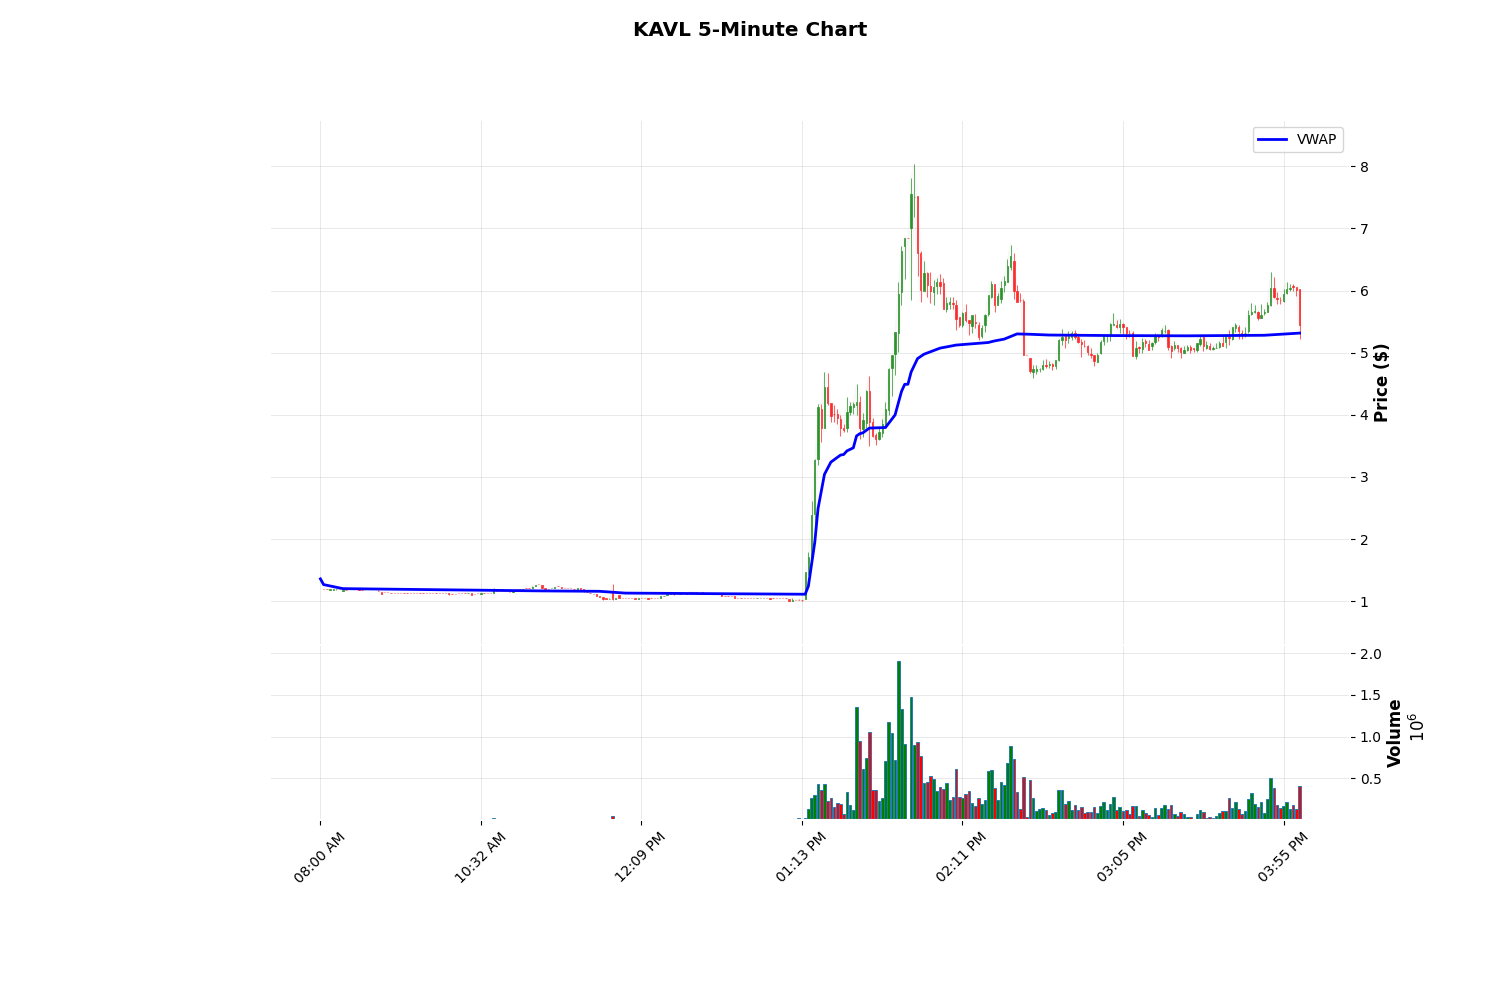 KAVL 5-Minute Chart
VWAP
8
7
6
5
4
3
2
1
Price ($)
2.0
1.5
1.0
0.5
Volume
10^6
08:00 AM
10:32 AM
12:09 PM
01:13 PM
02:11 PM
03:05 PM
03:55 PM